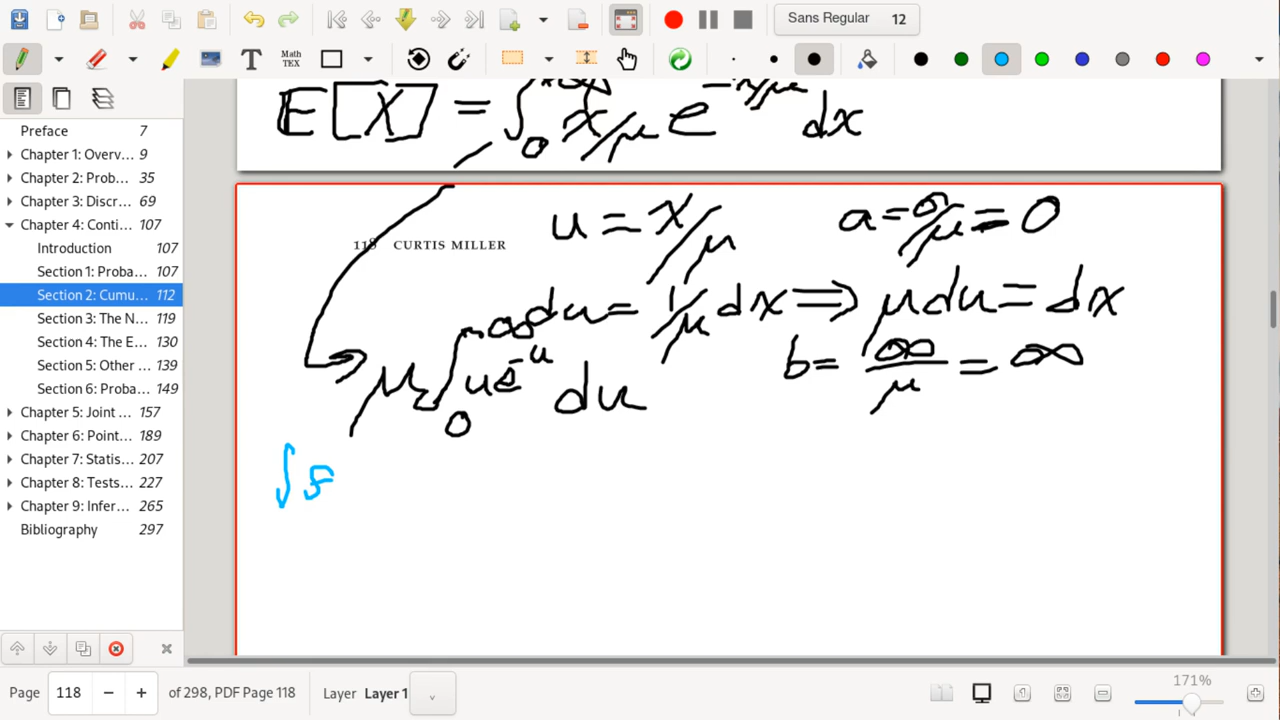 Sans Regular 12
T Math TEX
Preface 7
Chapter 1: Overv... 9
Chapter 2: Prob... 35
Chapter 3: Discr... 69
Chapter 4: Conti... 107
Introduction 107
Section 1: Proba... 107
Section 2: Cumu... 112
Section 3: The N... 119
Section 4: The E... 130
Section 5: Other ... 139
Section 6: Proba... 149
Chapter 5: Joint ... 157
Chapter 6: Point... 189
Chapter 7: Statis... 207
Chapter 8: Tests... 227
Chapter 9: Infer... 265
Bibliography 297
E[X] = ∫₀^{+∞} x/μ e^{-x/μ} dx
118 CURTIS MILLER
u = x/μ a = 0/μ = 0
du = 1/μ dx ⟹ μ du = dx
μ ∫₀^∞ u e^{-u} du b = ∞/μ = ∞
∫ f
Page 118 − + of 298, PDF Page 118 Layer Layer 1 171%